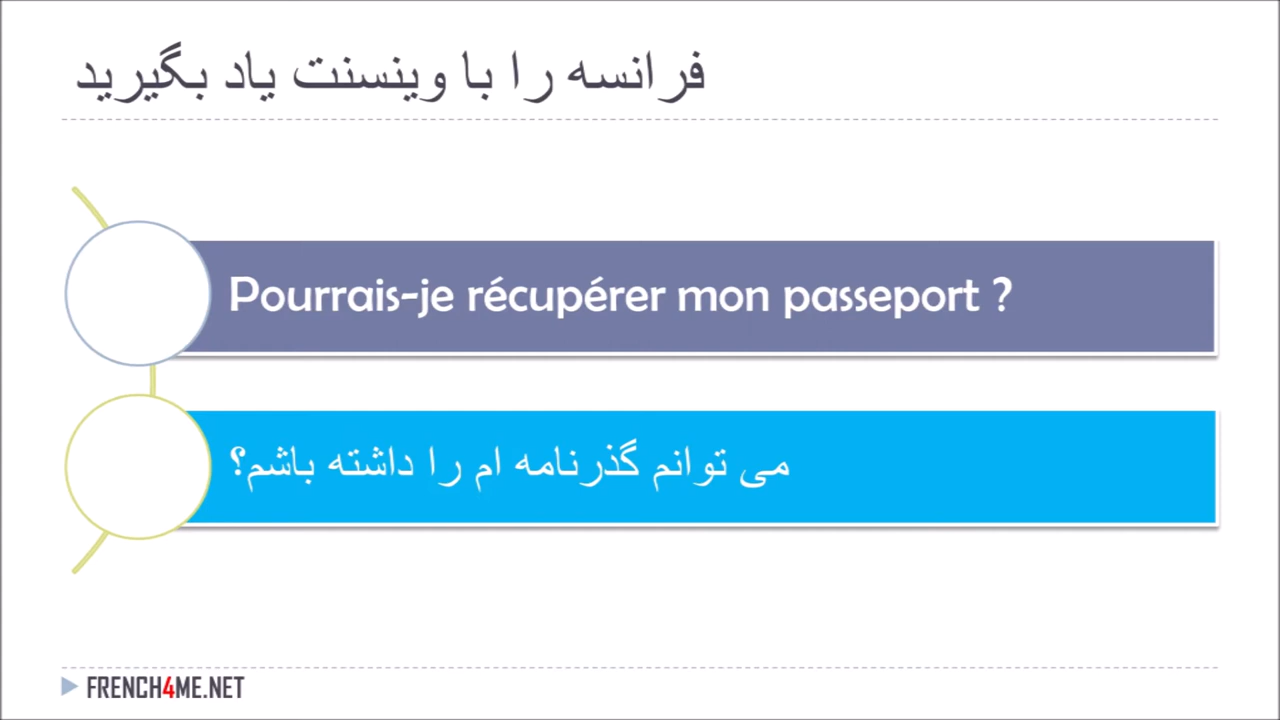 فرانسه را با وینسنت یاد بگیرید
Pourrais-je récupérer mon passeport ?
می توانم گذرنامه ام را داشته باشم؟
FRENCH4ME.NET